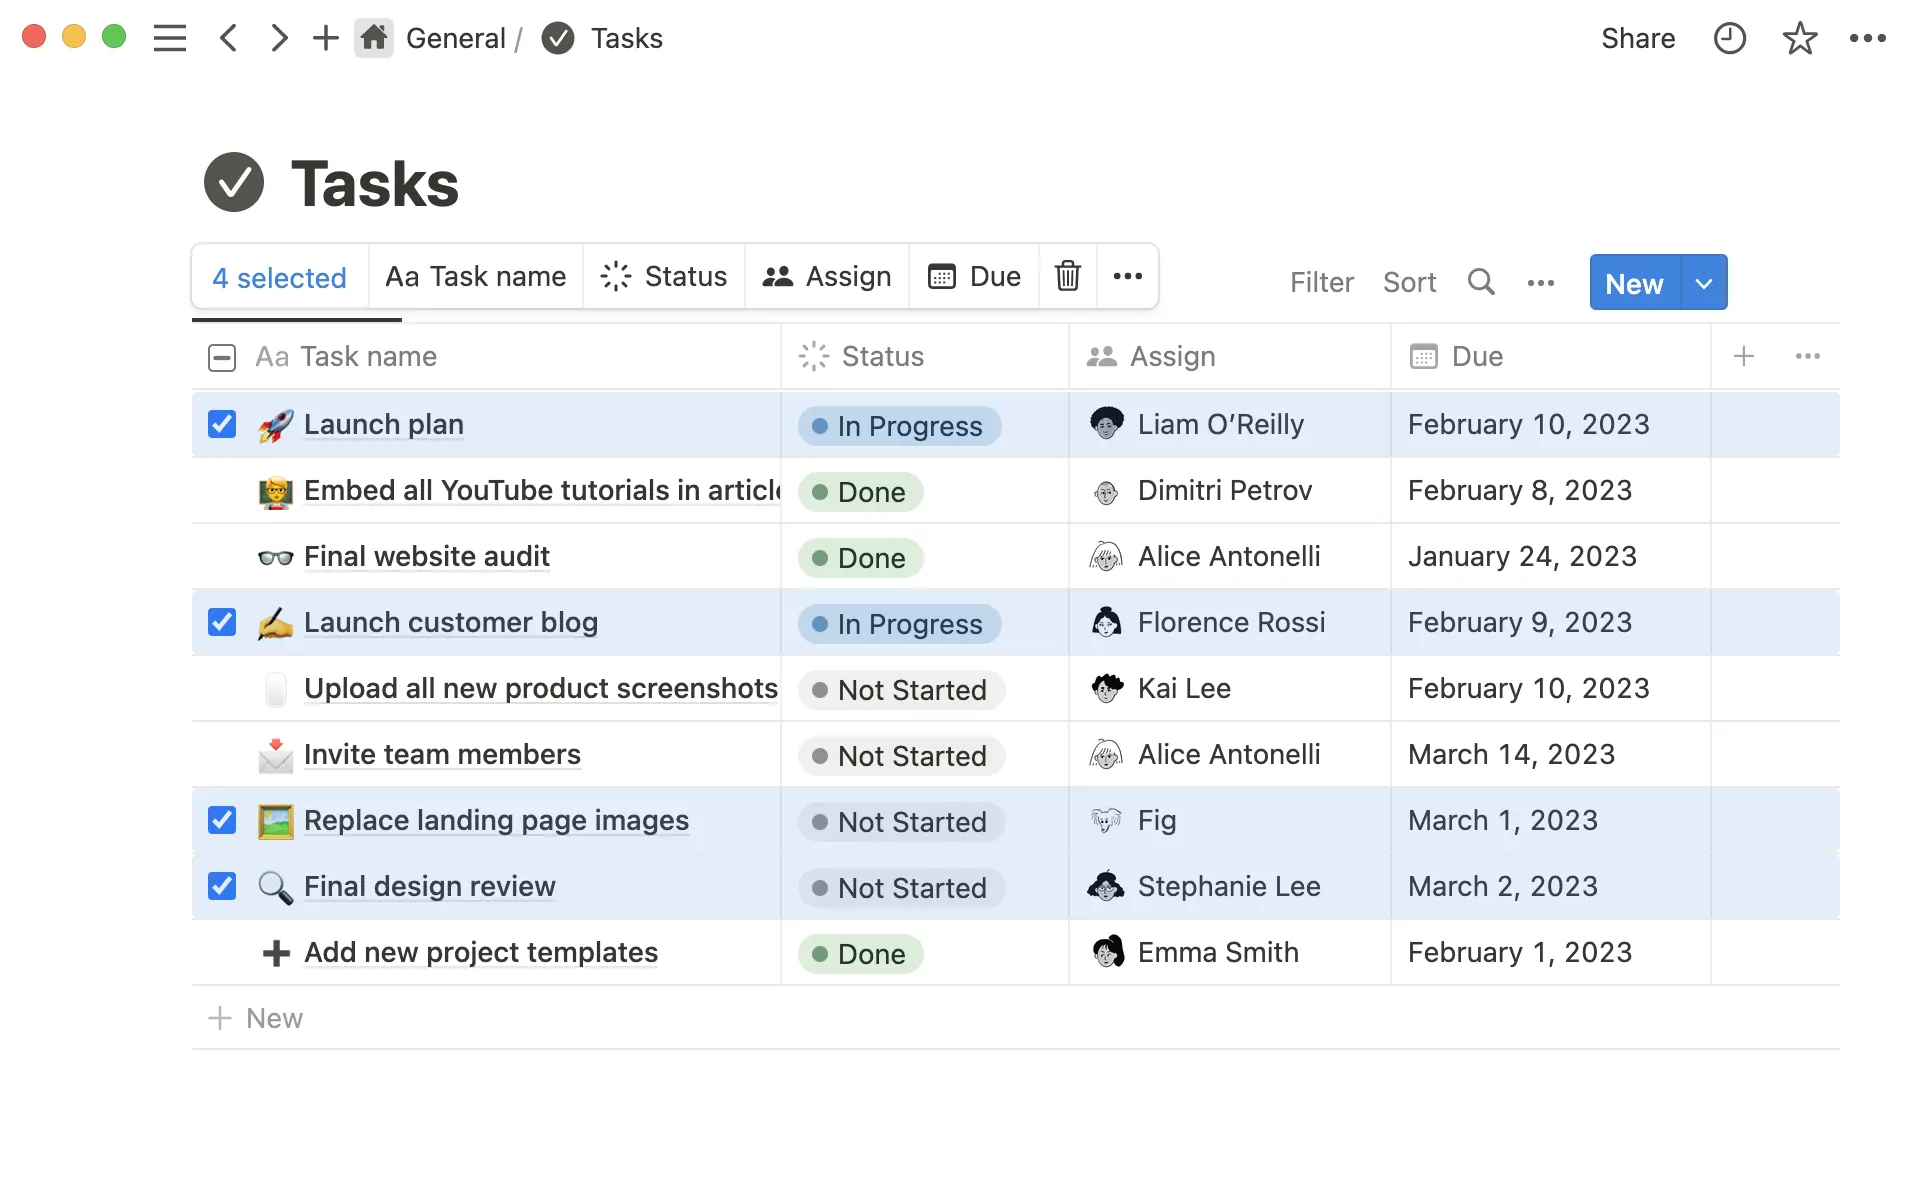 General / Tasks
Share
Tasks
4 selected Aa Task name Status Assign Due
Filter Sort New
Aa Task name Status Assign Due
Launch plan In Progress Liam O’Reilly February 10, 2023
Embed all YouTube tutorials in article Done Dimitri Petrov February 8, 2023
Final website audit Done Alice Antonelli January 24, 2023
Launch customer blog In Progress Florence Rossi February 9, 2023
Upload all new product screenshots Not Started Kai Lee February 10, 2023
Invite team members Not Started Alice Antonelli March 14, 2023
Replace landing page images Not Started Fig March 1, 2023
Final design review Not Started Stephanie Lee March 2, 2023
Add new project templates Done Emma Smith February 1, 2023
+ New